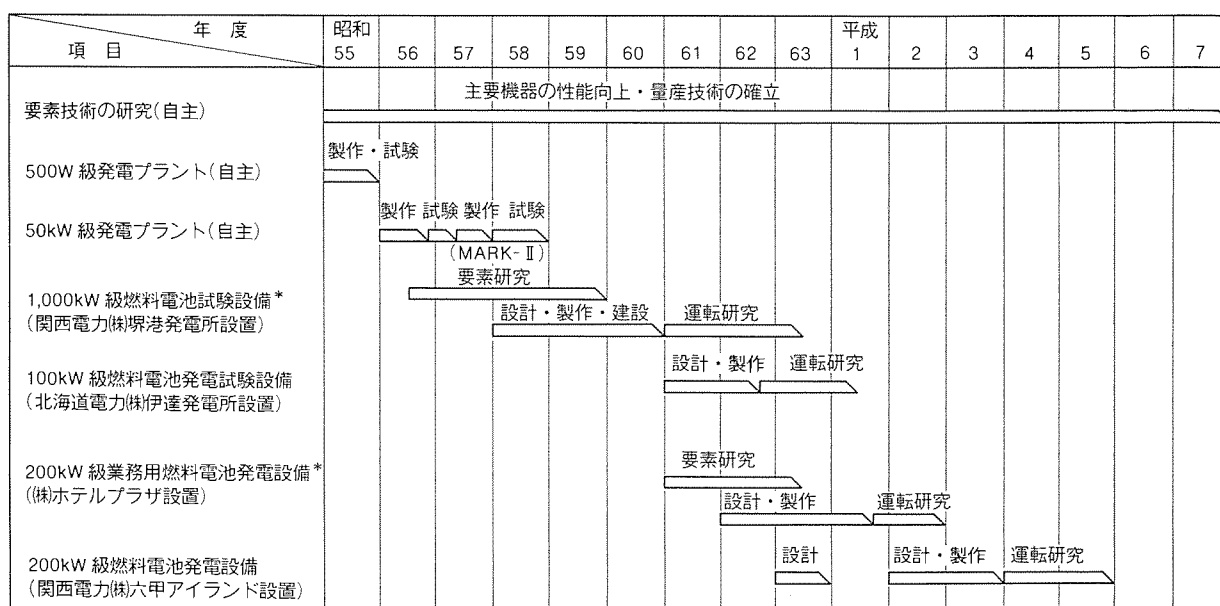 年 度
項 目
昭和 平成
55 56 57 58 59 60 61 62 63 1 2 3 4 5 6 7
主要機器の性能向上・量産技術の確立
要素技術の研究(自主)
製作・試験
500W 級発電プラント(自主)
製作 試験 製作 試験
50kW 級発電プラント(自主)
(MARK-Ⅱ)
要素研究
1,000kW 級燃料電池試験設備*
(関西電力㈱堺港発電所設置)
設計・製作・建設 運転研究
設計・製作 運転研究
100kW 級燃料電池発電試験設備
(北海道電力㈱伊達発電所設置)
要素研究
200kW 級業務用燃料電池発電設備*
(㈱ホテルプラザ設置)
設計・製作 運転研究
設計 設計・製作 運転研究
200kW 級燃料電池発電設備
(関西電力㈱六甲アイランド設置)